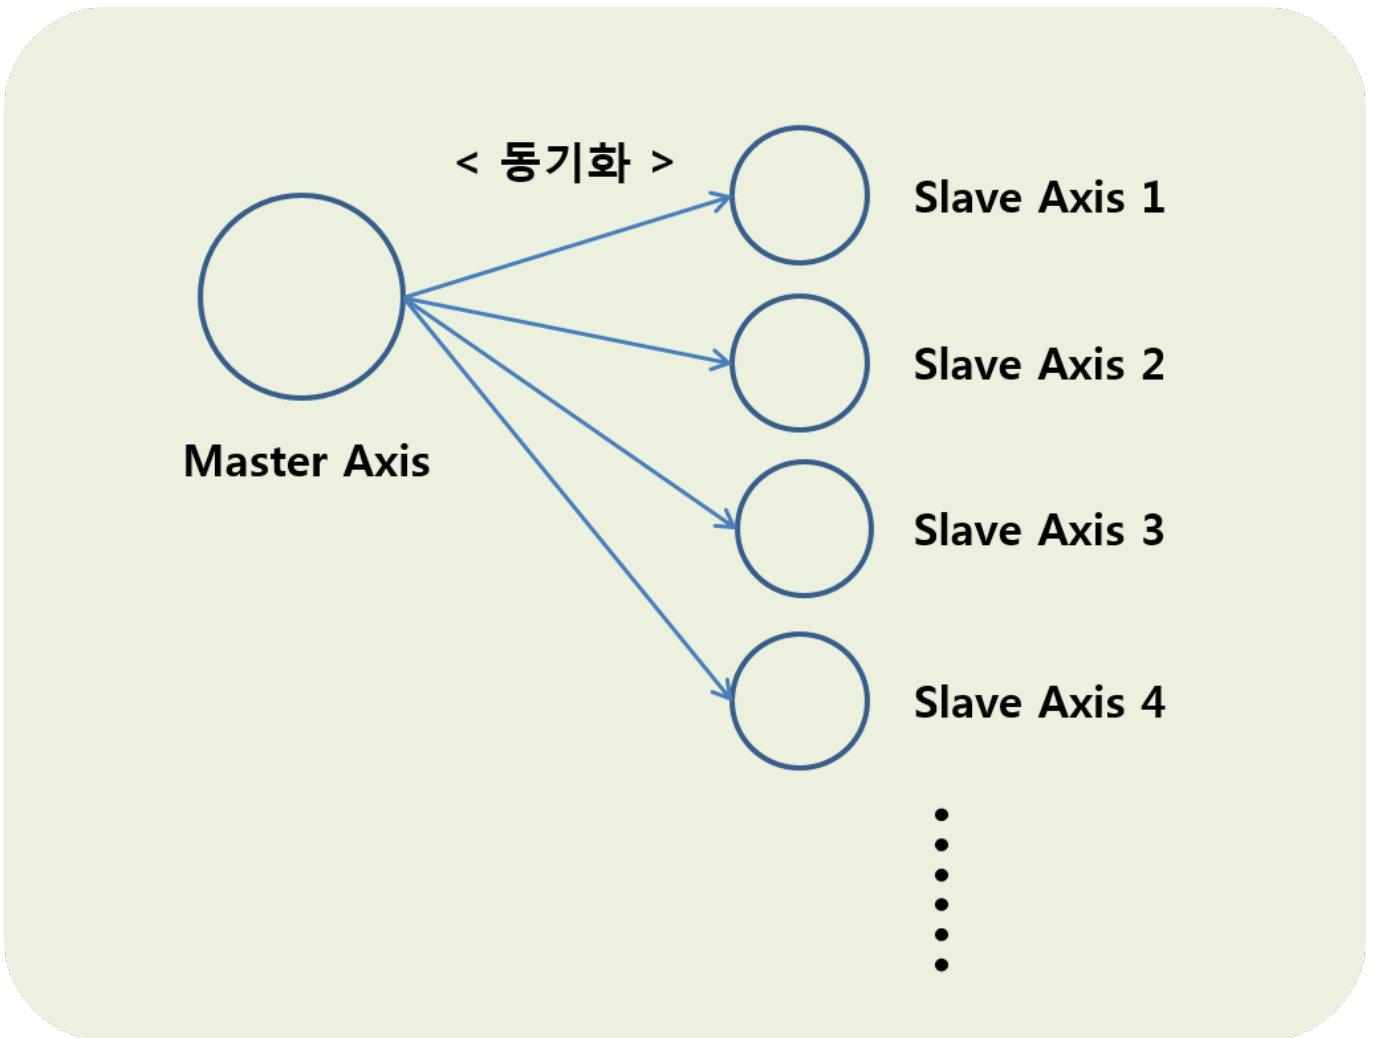 < 동기화 >
Slave Axis 1
Slave Axis 2
Master Axis
Slave Axis 3
Slave Axis 4